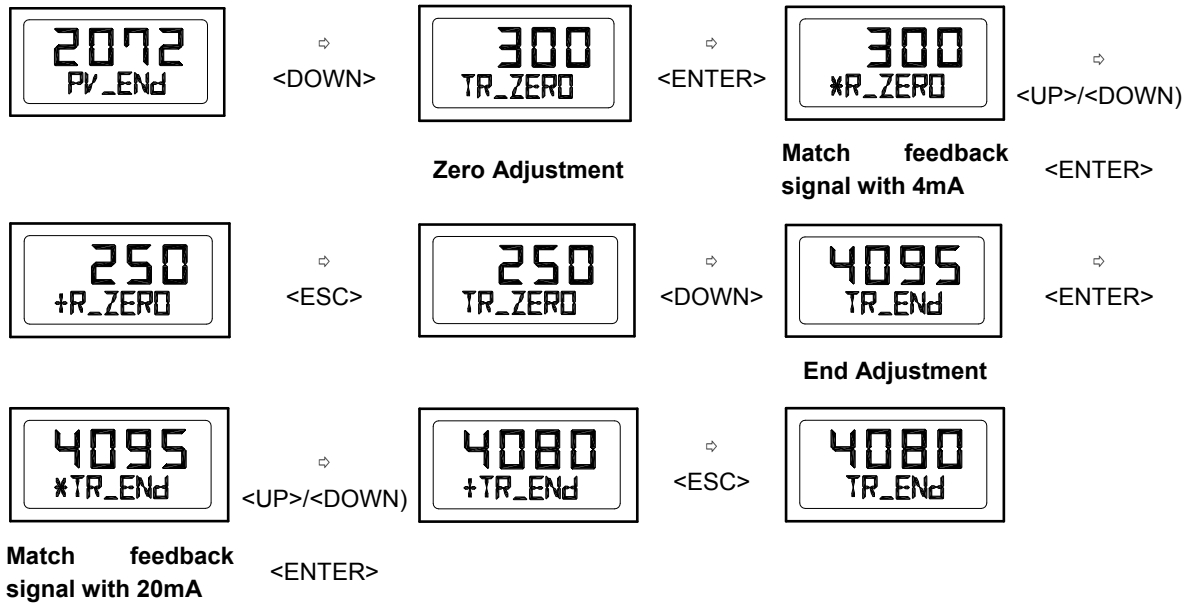 2072
PV_ENd
⇨
<DOWN>
300
TR_ZERO
⇨
<ENTER>
300
*R_ZERO
⇨
<UP>/<DOWN)
Zero Adjustment
Match feedback
signal with 4mA
<ENTER>
250
+R_ZERO
⇨
<ESC>
250
TR_ZERO
⇨
<DOWN>
4095
TR_ENd
⇨
<ENTER>
End Adjustment
4095
*TR_ENd
⇨
<UP>/<DOWN)
4080
+TR_ENd
⇨
<ESC>
4080
TR_ENd
Match feedback
signal with 20mA
<ENTER>